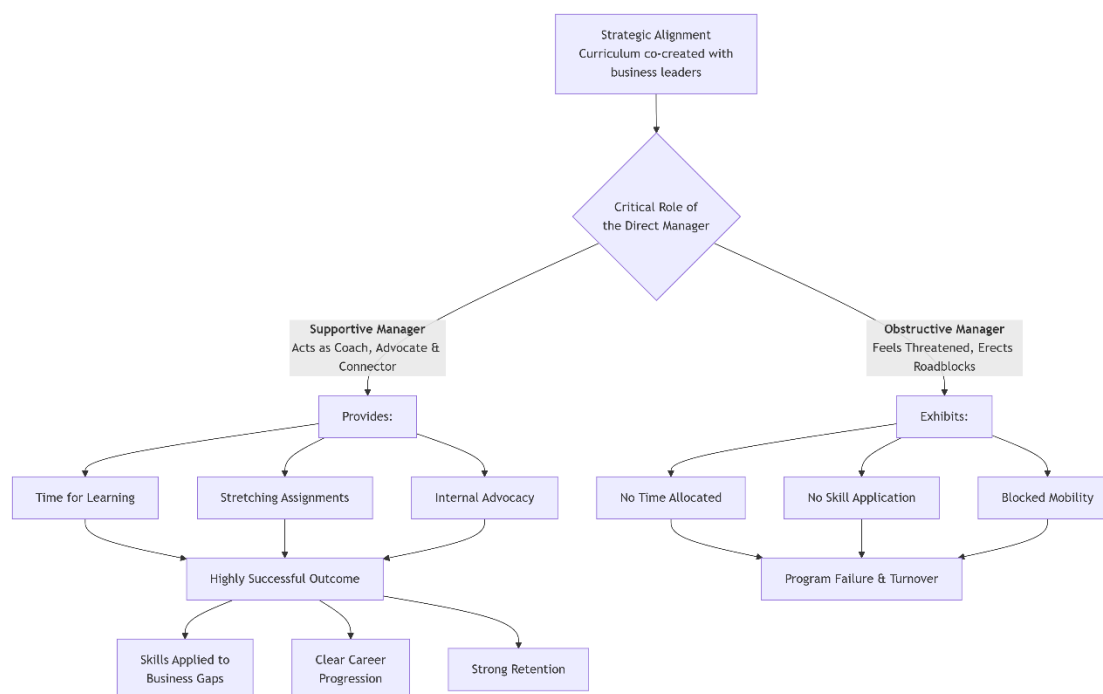 Strategic Alignment
Curriculum co-created with
business leaders
Critical Role of
the Direct Manager
Supportive Manager
Acts as Coach, Advocate &
Connector
Obstructive Manager
Feels Threatened, Erects
Roadblocks
Provides:
Exhibits:
Time for Learning
Stretching Assignments
Internal Advocacy
No Time Allocated
No Skill Application
Blocked Mobility
Highly Successful Outcome
Program Failure & Turnover
Skills Applied to
Business Gaps
Clear Career
Progression
Strong Retention